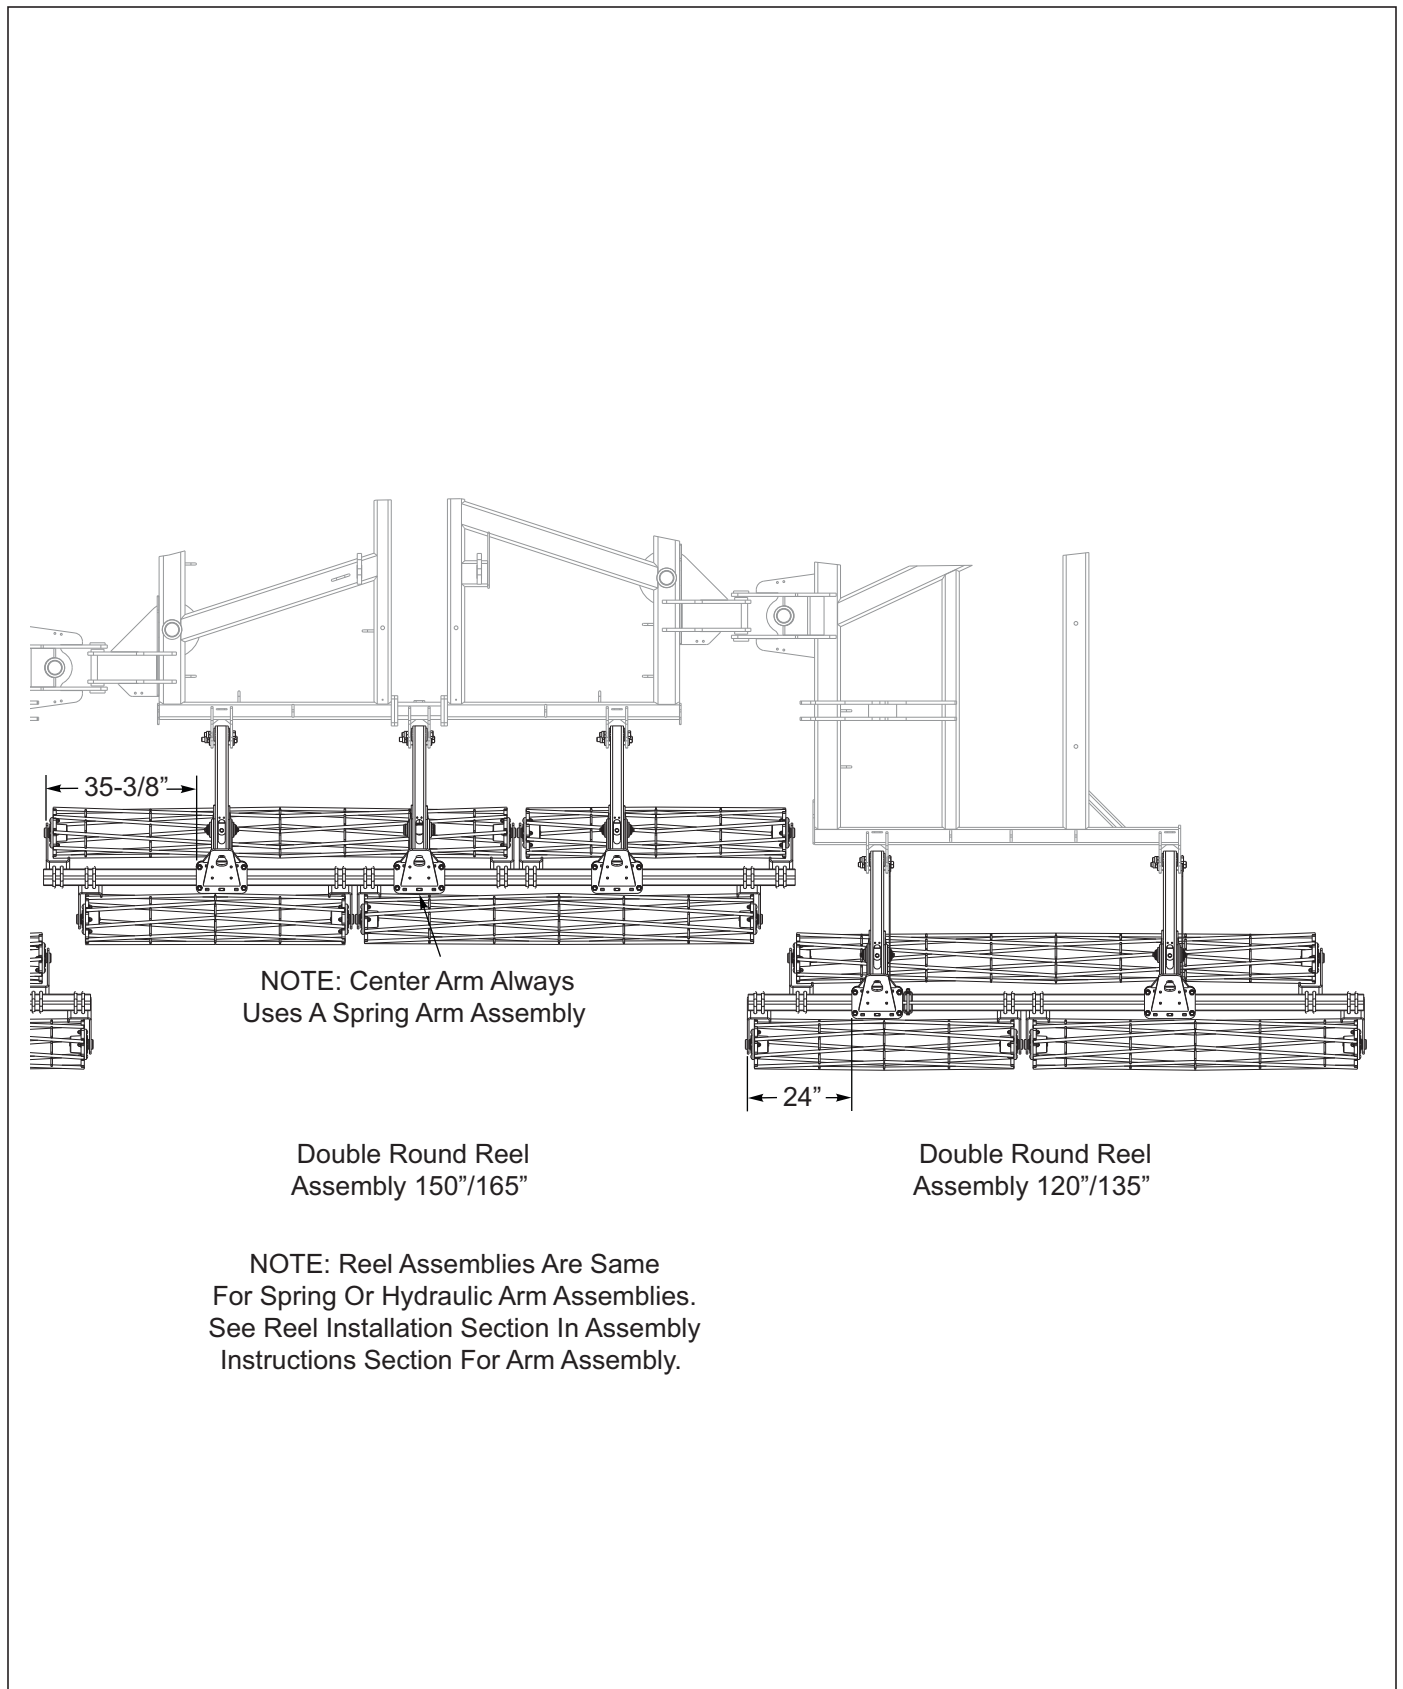 35-3/8”
NOTE: Center Arm Always
Uses A Spring Arm Assembly
24”
Double Round Reel
Assembly 150”/165”
Double Round Reel
Assembly 120”/135”
NOTE: Reel Assemblies Are Same
For Spring Or Hydraulic Arm Assemblies.
See Reel Installation Section In Assembly
Instructions Section For Arm Assembly.